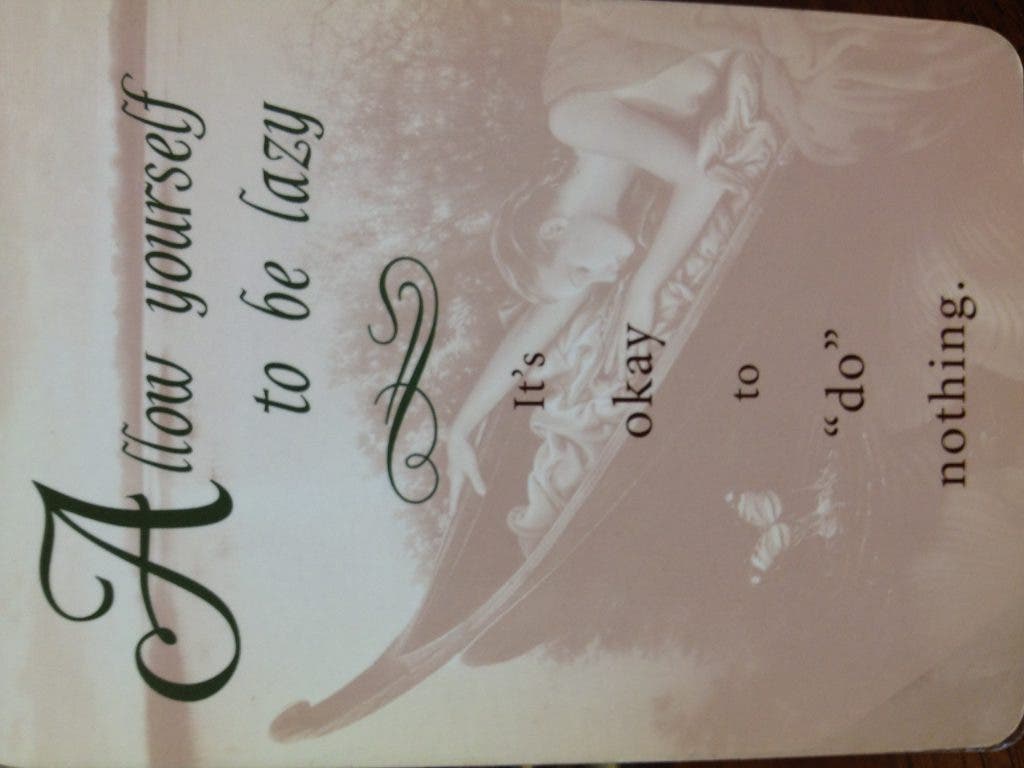 Allow yourself
to be lazy
It's
okay
to
“do”
nothing.